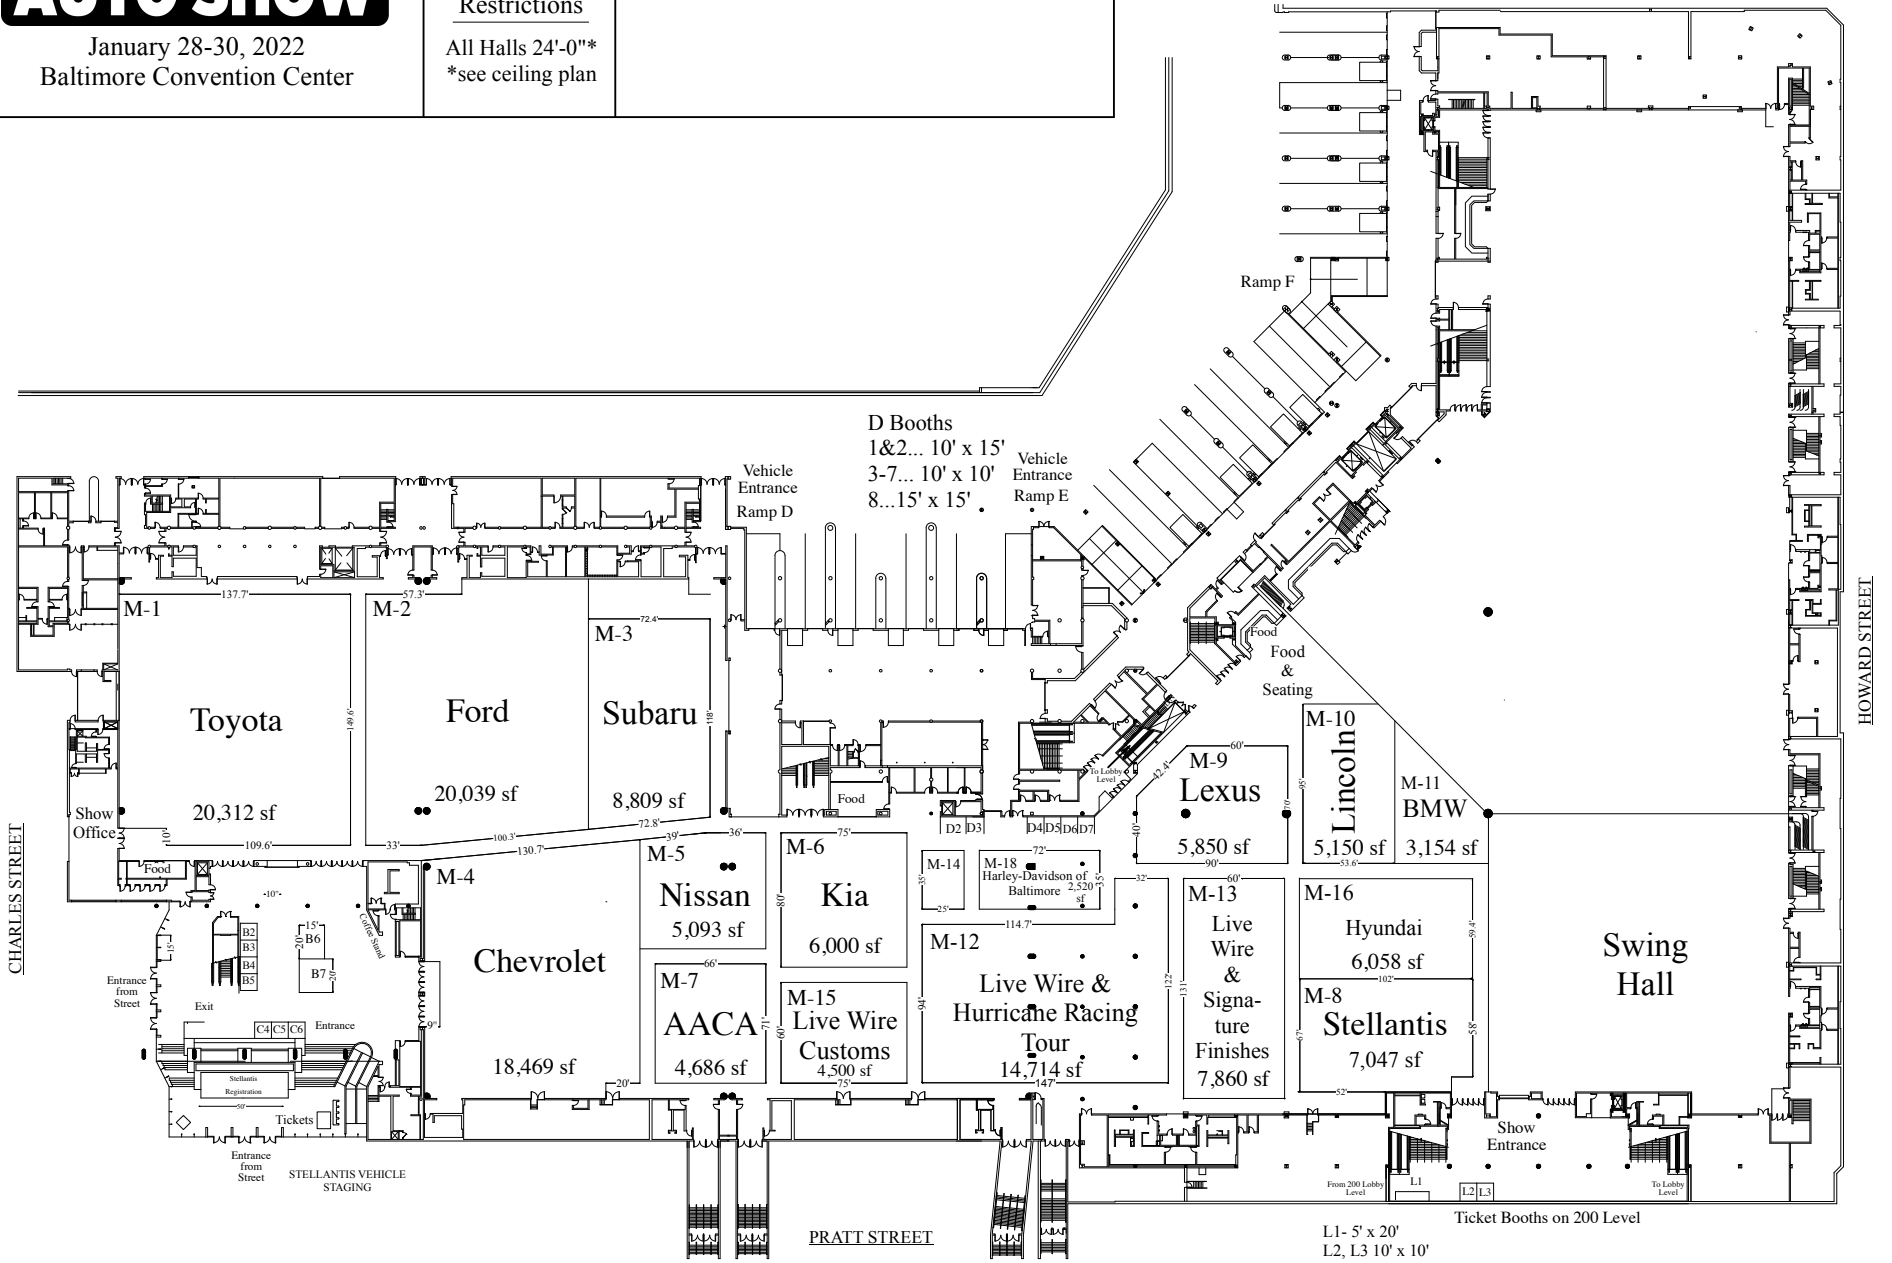 AUTO SHOW
January 28-30, 2022
Baltimore Convention Center
Restrictions
All Halls 24'-0"*
*see ceiling plan
Ramp F
D Booths
1&2... 10' x 15'
3-7... 10' x 10'
8...15' x 15'
Vehicle
Entrance
Ramp D
Vehicle
Entrance
Ramp E
HOWARD STREET
CHARLES STREET
M-1
137.7'
Toyota
149.6'
20,312 sf
10'
109.6'
M-2
57.3'
Ford
20,039 sf
33'
100.3'
M-3
72.4'
Subaru
118'
8,809 sf
72.8'
Show
Office
Food
Food
Food
Food
&
Seating
To Lobby
Level
D2 D3
D4 D5 D6 D7
M-4
130.7'
39'
Chevrolet
18,469 sf
20'
9"
M-5
36'
Nissan
5,093 sf
M-6
75'
Kia
80'
6,000 sf
M-7
66'
AACA
71'
4,686 sf
M-15
Live Wire
Customs
60'
4,500 sf
75'
M-14
35'
25'
M-18
72'
Harley-Davidson of
Baltimore
2,520
sf
35'
M-9
60'
42.4'
Lexus
70'
40'
5,850 sf
90'
M-10
Lincoln
95'
5,150 sf
53.6'
M-11
BMW
3,154 sf
M-12
114.7'
32'
Live Wire &
Hurricane Racing
Tour
94'
122'
14,714 sf
147'
M-13
60'
Live
Wire
&
Signa-
ture
Finishes
131'
7,860 sf
M-16
Hyundai
6,058 sf
59.4'
102'
M-8
Stellantis
7,047 sf
67'
58'
52'
Swing
Hall
10"
15'
B2
B3
B4
B5
15'
20'
B6
B7
20'
Coffee Stand
Entrance
from
Street
Exit
C4 C5 C6
Entrance
Stellantis
Registration
50'
Tickets
Entrance
from
Street
STELLANTIS VEHICLE
STAGING
PRATT STREET
Show
Entrance
From 200 Lobby
Level
L1
L2 L3
To Lobby
Level
Ticket Booths on 200 Level
L1- 5' x 20'
L2, L3 10' x 10'